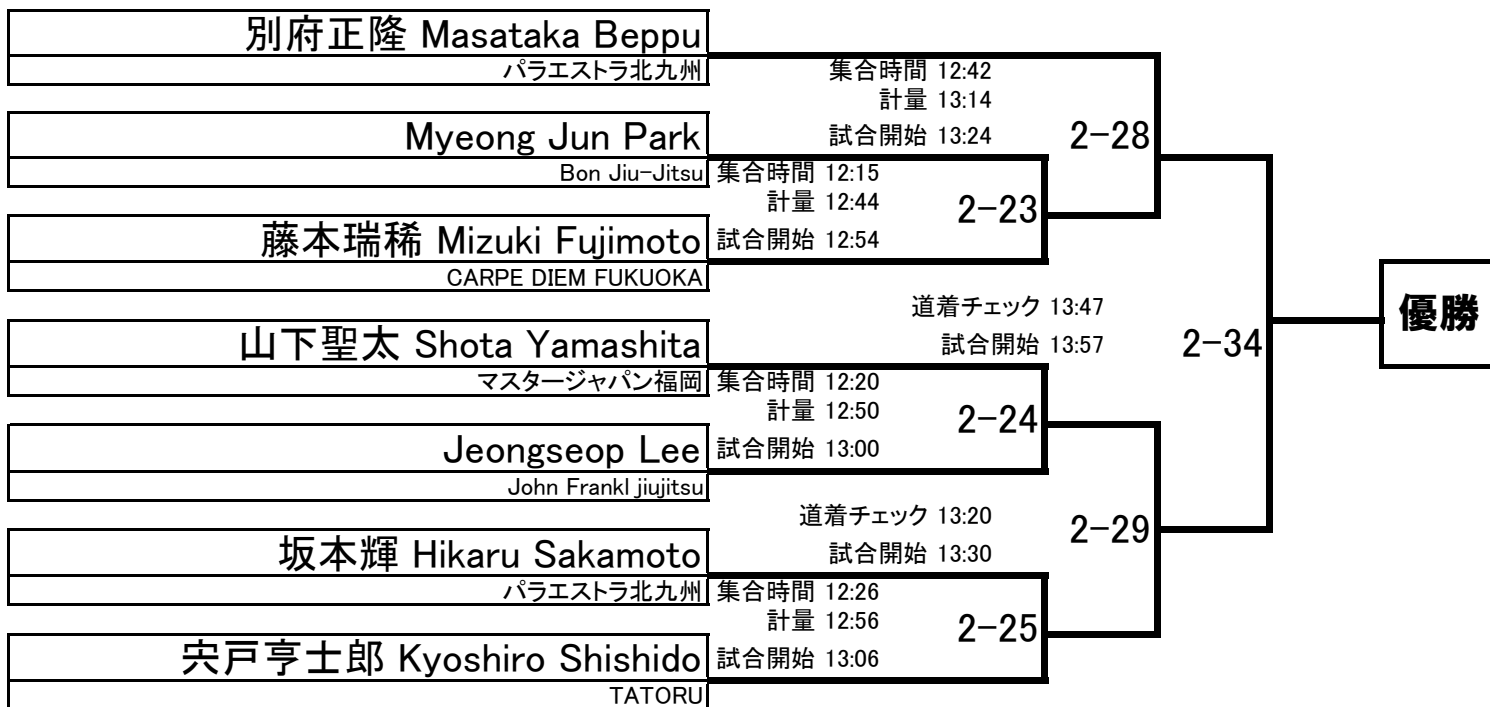 別府正隆 Masataka Beppu
パラエストラ北九州
集合時間 12:42
計量 13:14
試合開始 13:24
2-28
Myeong Jun Park
Bon Jiu-Jitsu
集合時間 12:15
計量 12:44
2-23
藤本瑞稀 Mizuki Fujimoto
試合開始 12:54
CARPE DIEM FUKUOKA
道着チェック 13:47
試合開始 13:57
2-34
優勝
山下聖太 Shota Yamashita
マスタージャパン福岡
集合時間 12:20
計量 12:50
2-24
Jeongseop Lee
試合開始 13:00
John Frankl jiujitsu
道着チェック 13:20
試合開始 13:30
2-29
坂本輝 Hikaru Sakamoto
パラエストラ北九州
集合時間 12:26
計量 12:56
2-25
宍戸亨士郎 Kyoshiro Shishido
試合開始 13:06
TATORU